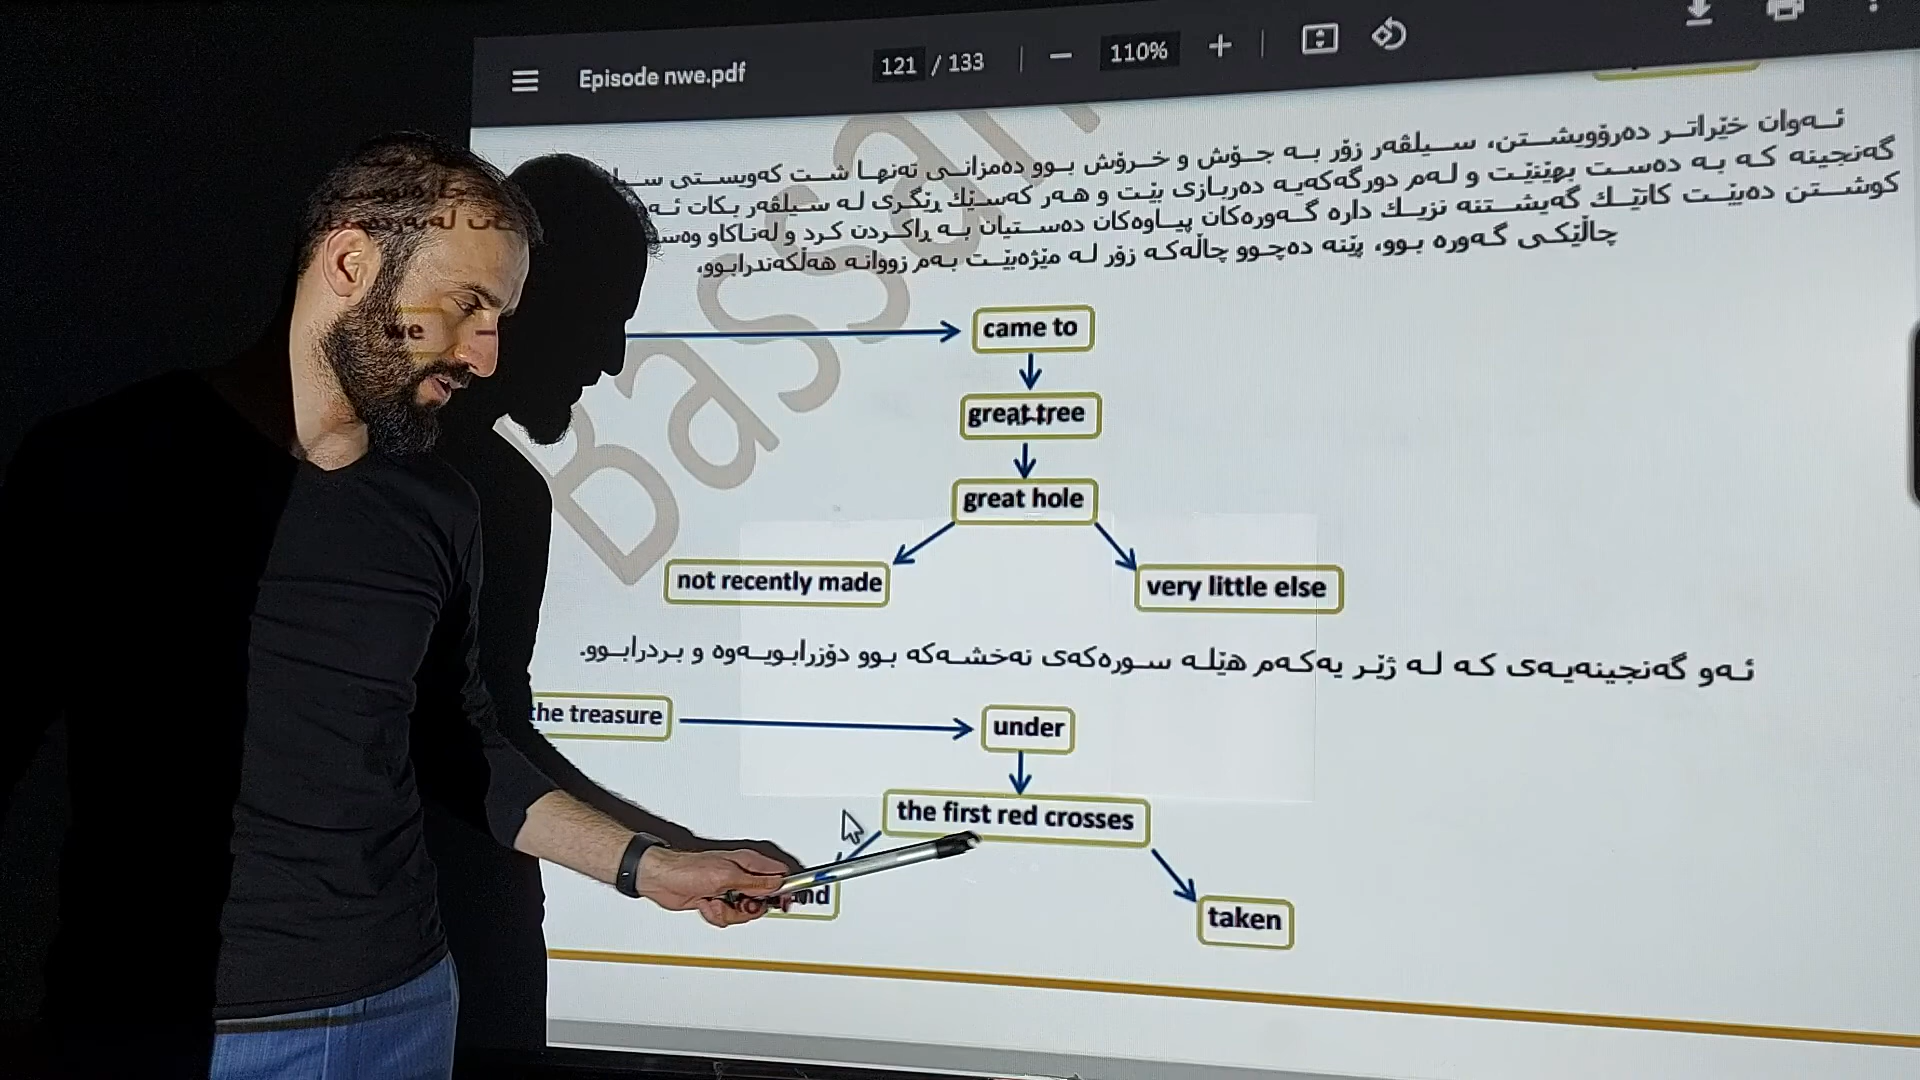 Episode nwe.pdf
121 / 133
110%
ئەوان خێراتر دەرۆویشتن، سیلڤەر زۆر بە جۆش و خرۆش بوو دەمزانی تەنها شت کەویستی
گەنجینە کە بە دەست بهێنێت و لەم دورگەکەیە دەربازی بێت و هەر کەسێك ڕێگری لە سیلڤەر بکات
کوشتن دەبێت کاتێك گەیشتنە نزیك دارە گەورەکان پیاوەکان دەستیان بە ڕاکردن کرد و لەناکاو
چاڵێکی گەورە بوو، پێنە دەچوو چاڵەکە زۆر لە مێژەبێت بەم زووانە هەڵکەندرابوو،
we
came to
great tree
great hole
not recently made
very little else
Bassam
ئەو گەنجینەیەی کە لە ژێر یەکەم هێلە سورەکەی نەخشەکە بوو دۆزرابویەوە و بردرابوو.
the treasure
under
the first red crosses
taken